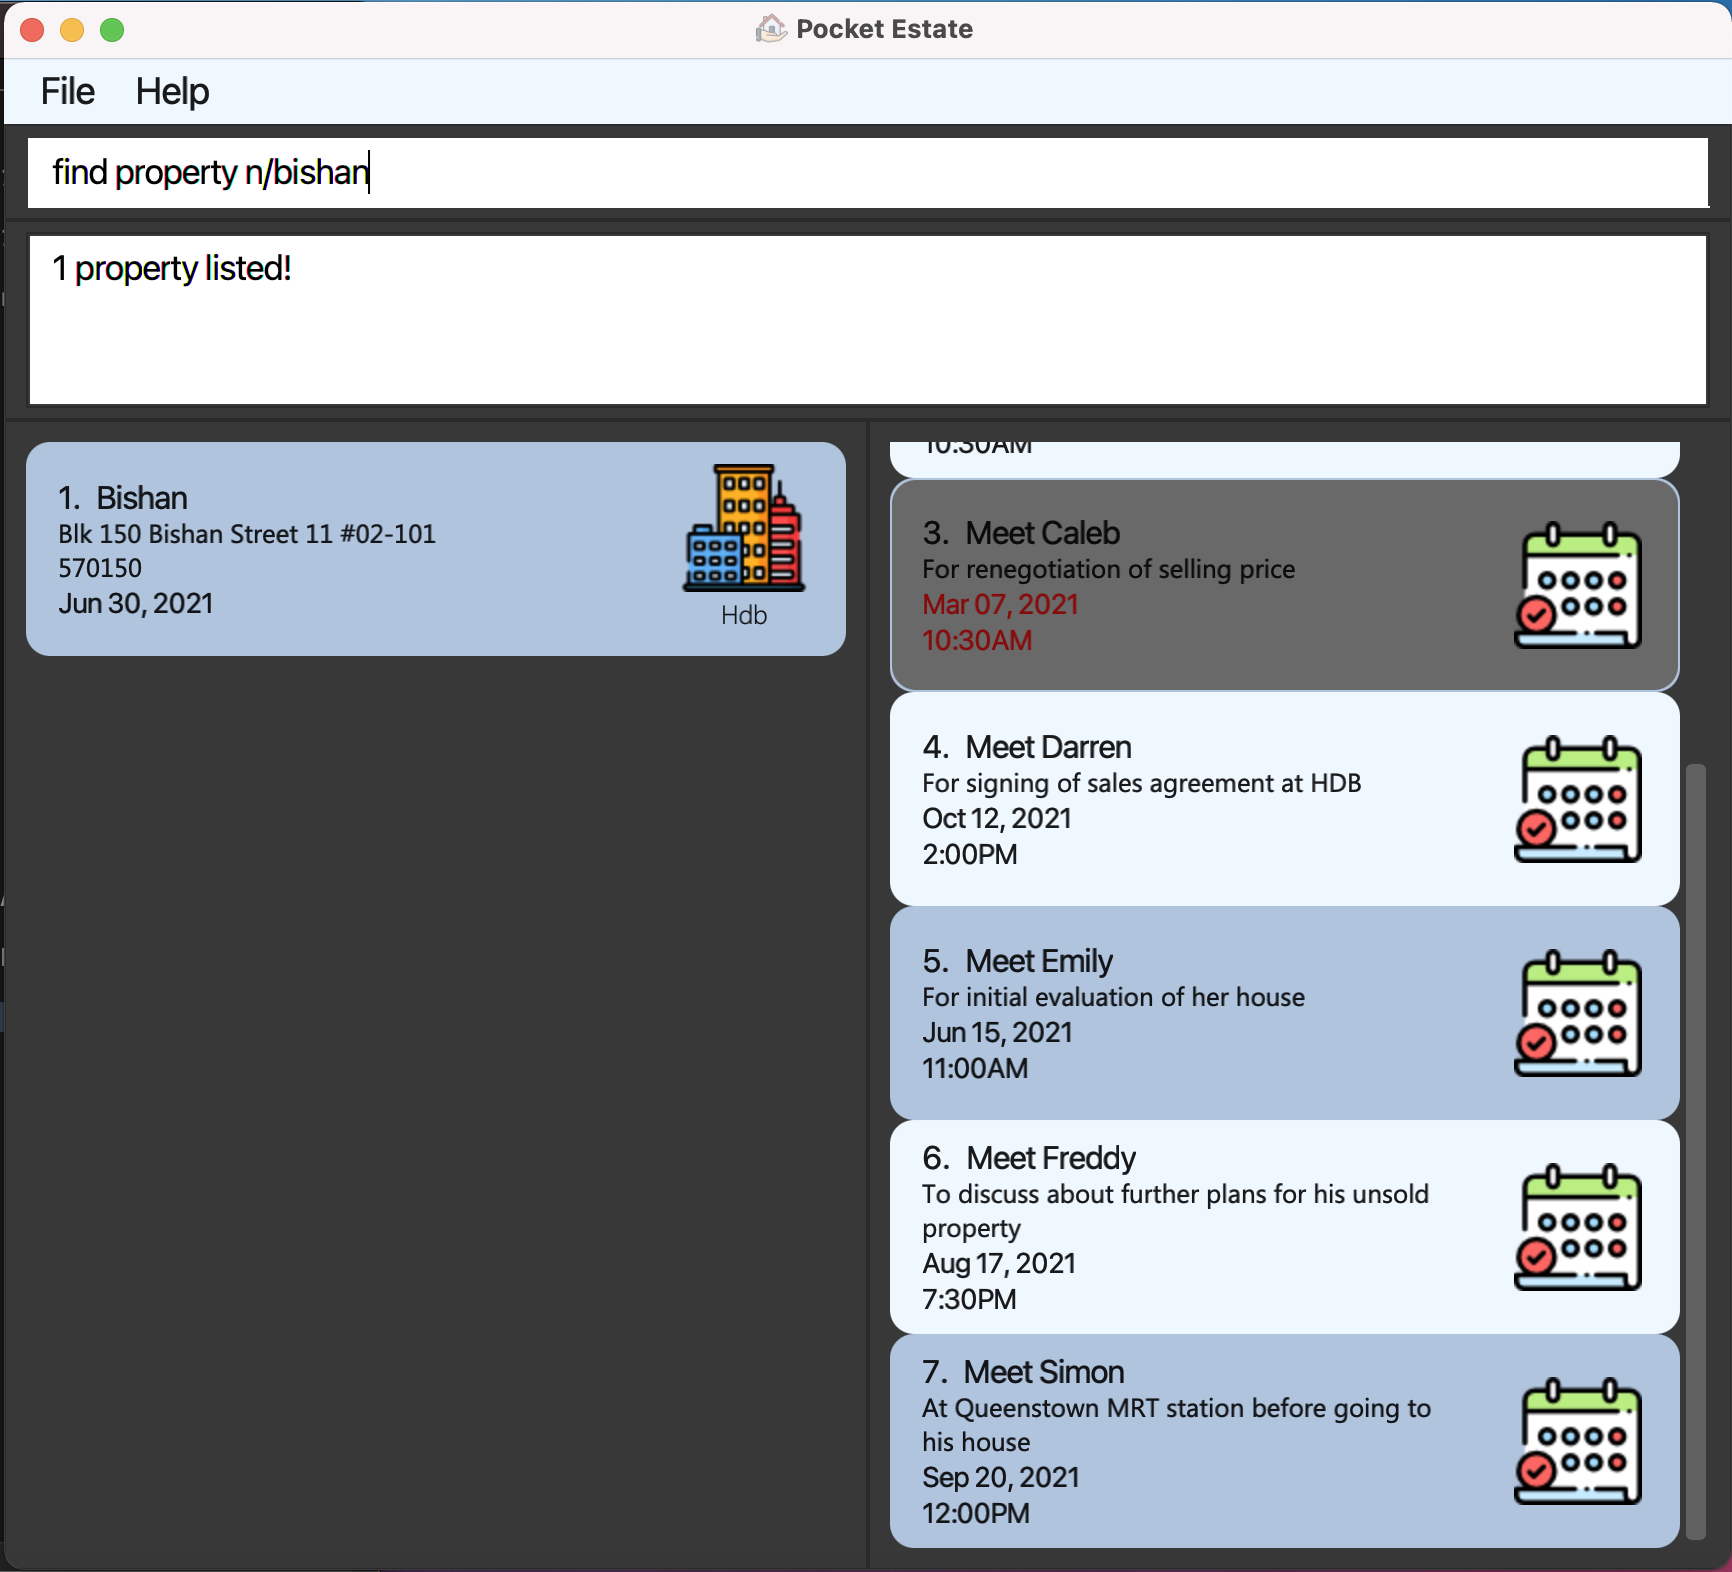 Pocket Estate
File Help
find property n/bishan
1 property listed!
1. Bishan
Blk 150 Bishan Street 11 #02-101
570150
Jun 30, 2021
Hdb
10:30AM
3. Meet Caleb
For renegotiation of selling price
Mar 07, 2021
10:30AM
4. Meet Darren
For signing of sales agreement at HDB
Oct 12, 2021
2:00PM
5. Meet Emily
For initial evaluation of her house
Jun 15, 2021
11:00AM
6. Meet Freddy
To discuss about further plans for his unsold
property
Aug 17, 2021
7:30PM
7. Meet Simon
At Queenstown MRT station before going to
his house
Sep 20, 2021
12:00PM